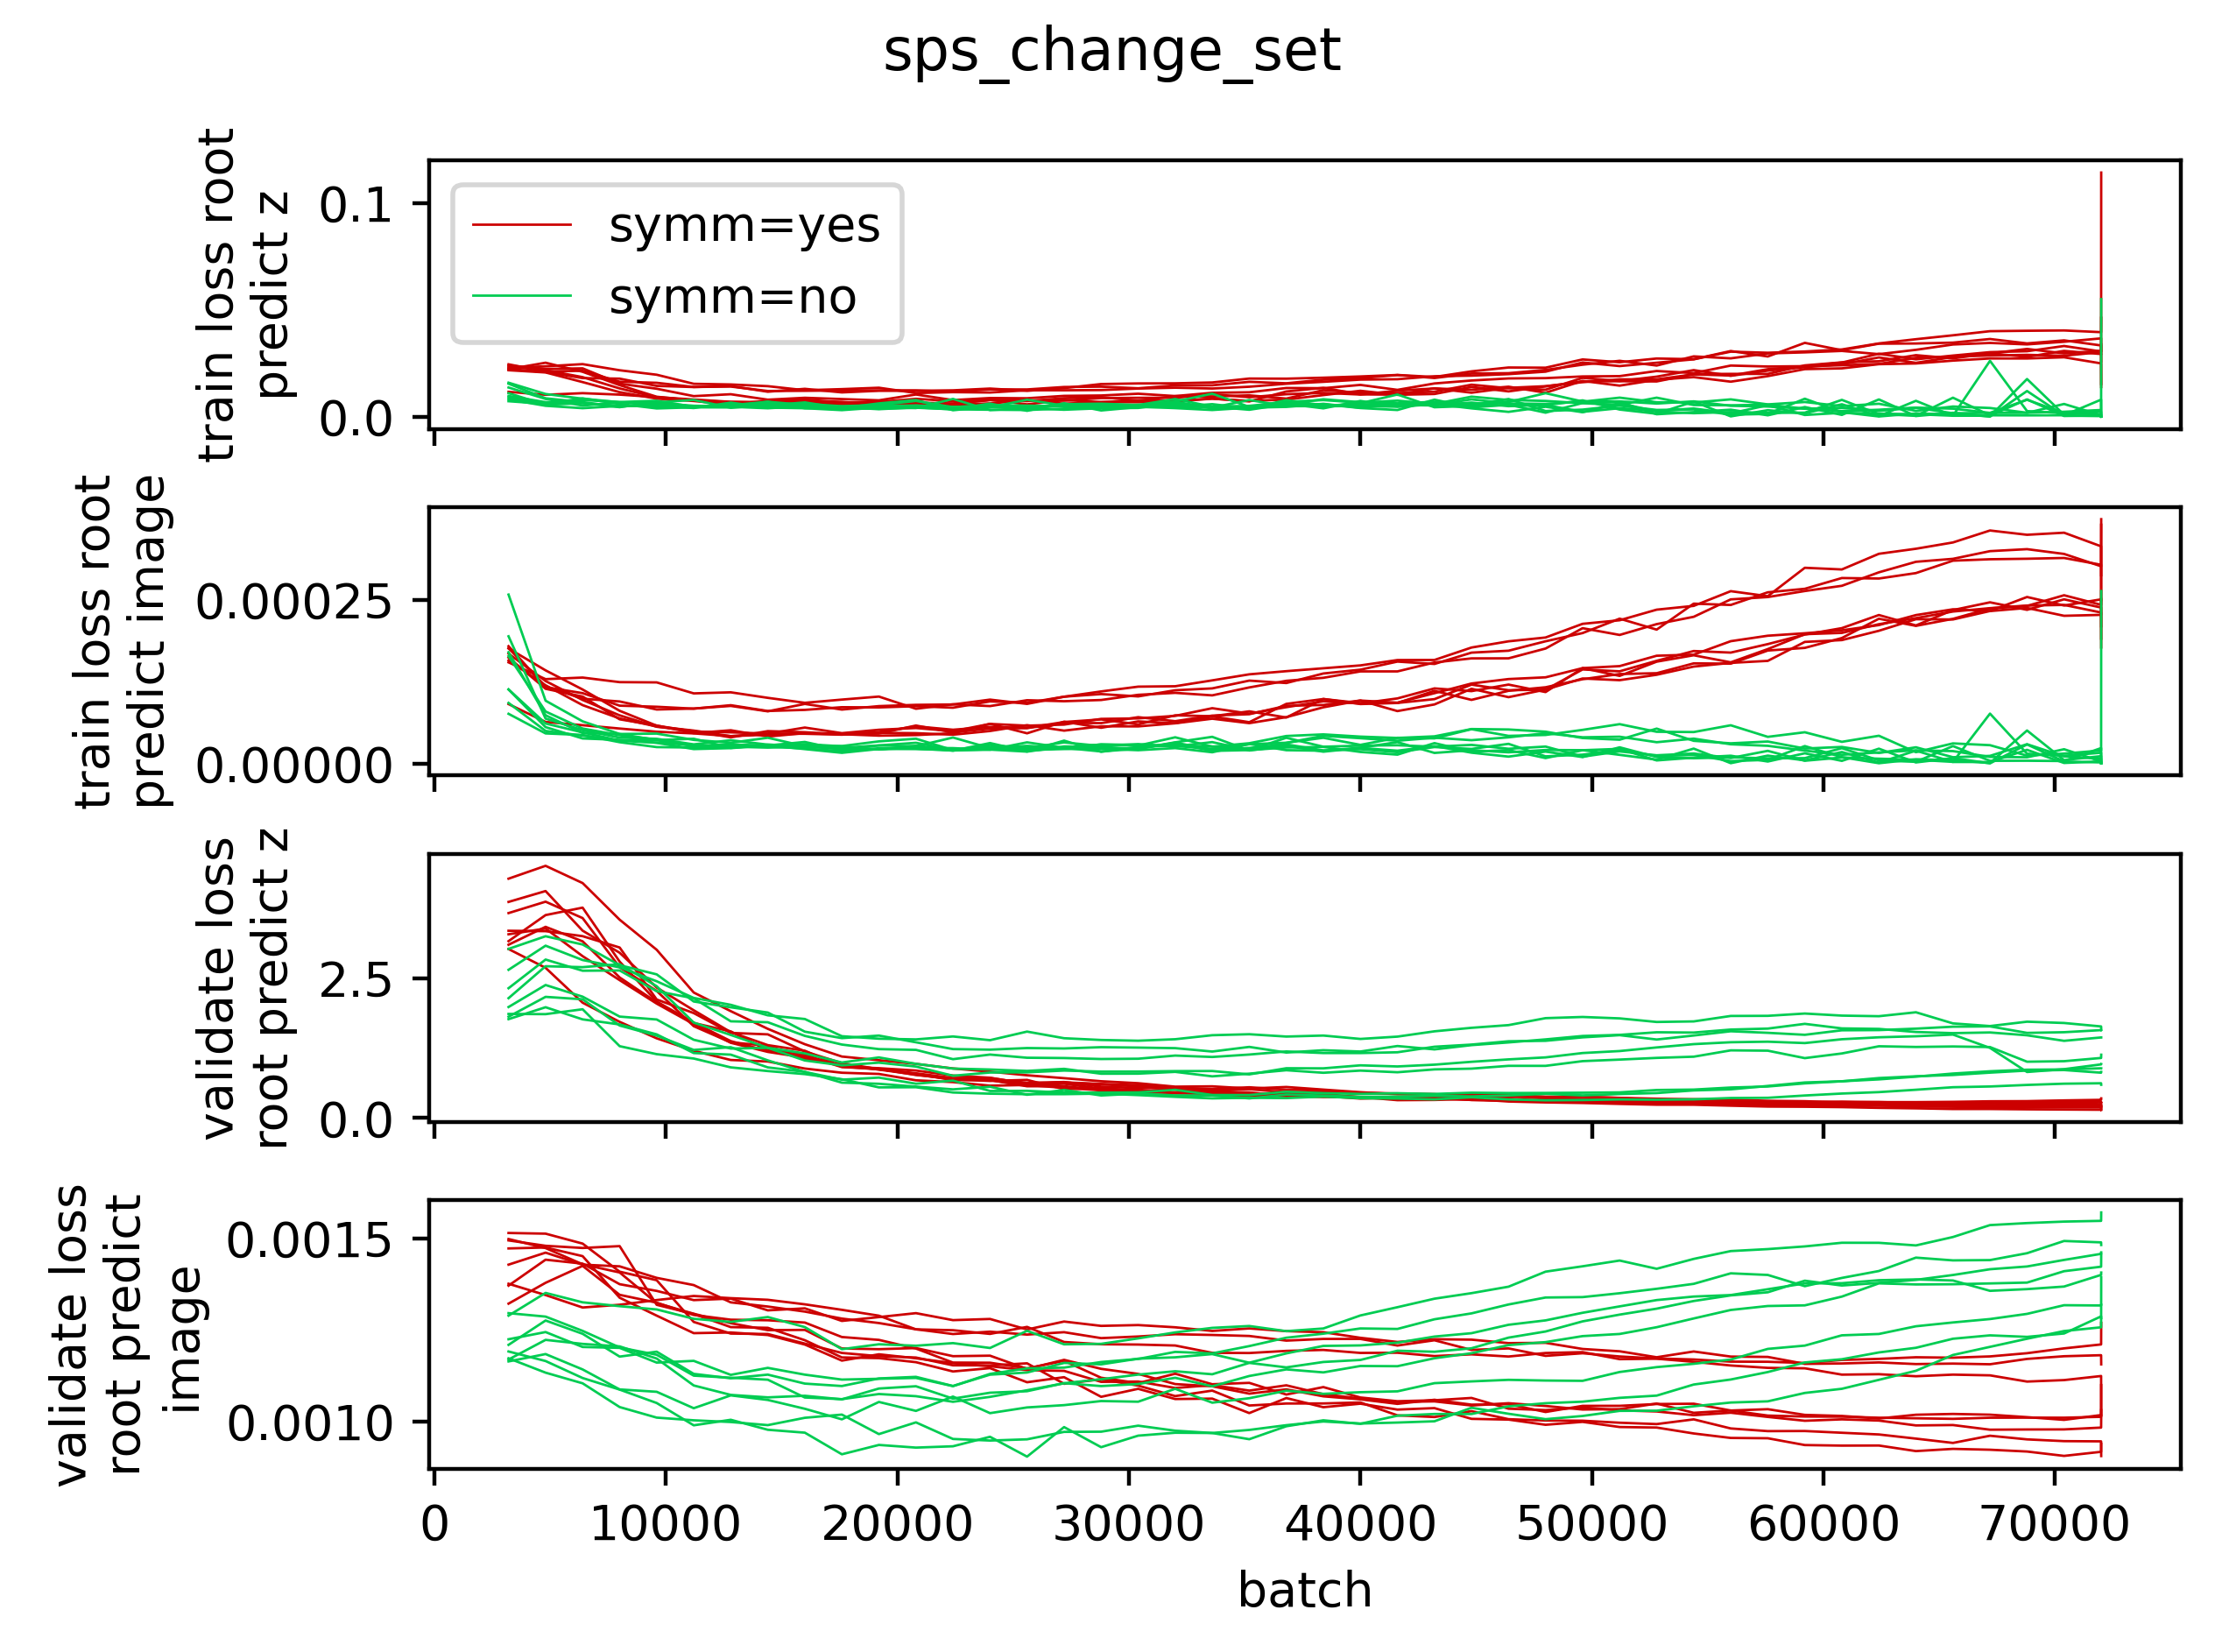 sps_change_set
train loss root
predict z
0.1
0.0
symm=yes
symm=no
train loss root
predict image
0.00025
0.00000
validate loss
root predict z
2.5
0.0
validate loss
root predict
image
0.0015
0.0010
0 10000 20000 30000 40000 50000 60000 70000
batch